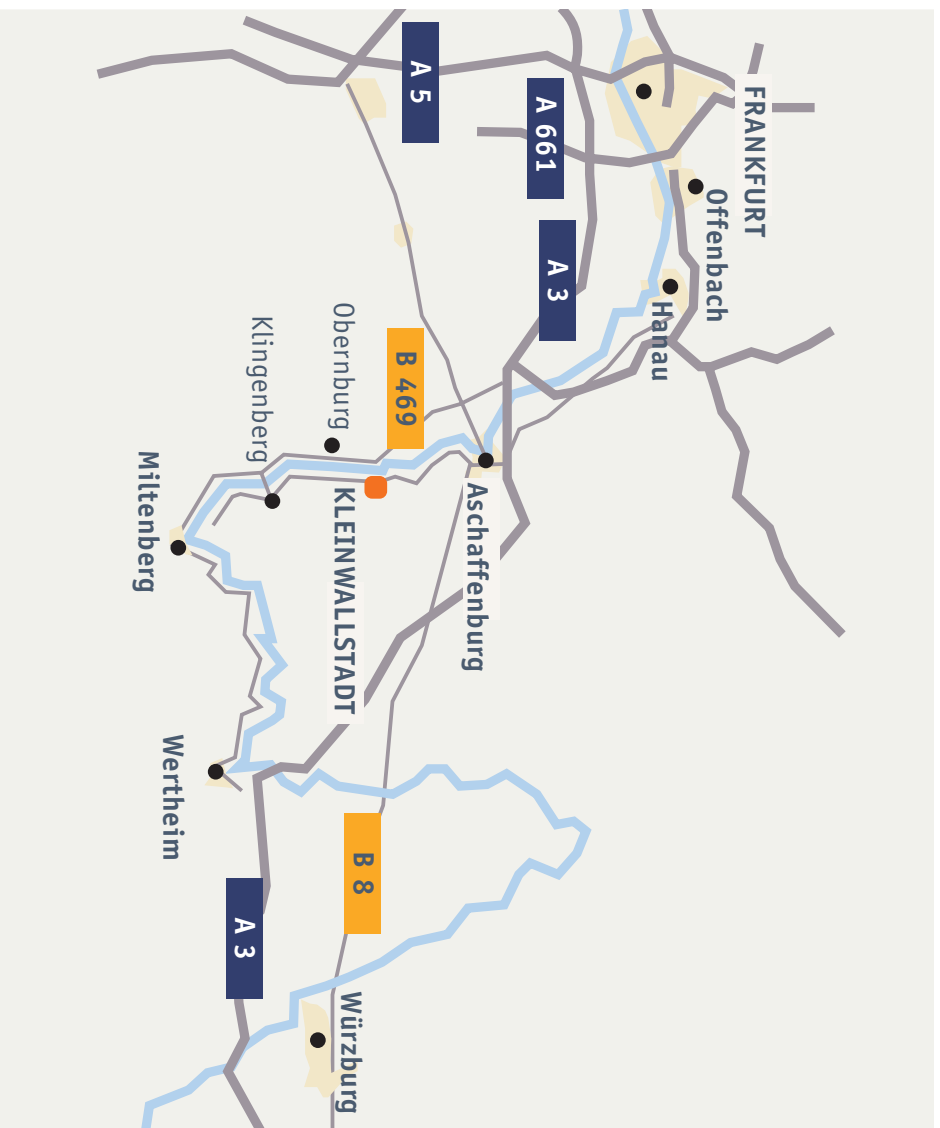 FRANKFURT
Offenbach
Hanau
A 3
A 661
A 5
Aschaffenburg
B 469
Obernburg
KLEINWALLSTADT
Klingenberg
Miltenberg
B 8
Würzburg
A 3
Wertheim